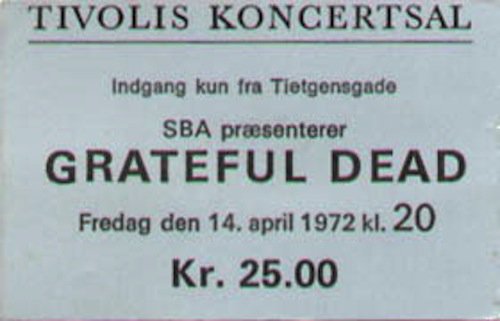 TIVOLIS KONCERTSAL
Indgang kun fra Tietgensgade
SBA præsenterer
GRATEFUL DEAD
Fredag den 14. april 1972 kl. 20
Kr. 25.00